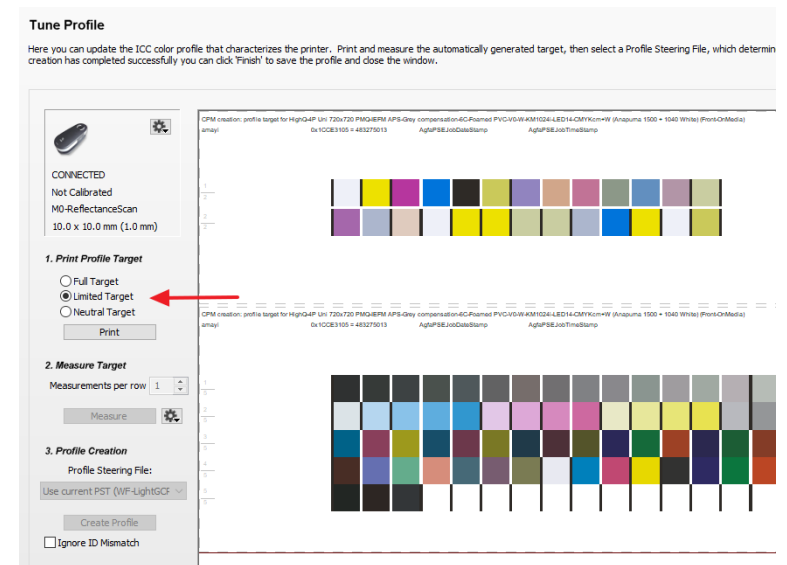 Tune Profile
Here you can update the ICC color profile that characterizes the printer. Print and measure the automatically generated target, then select a Profile Steering File, which determin
creation has completed successfully you can click 'Finish' to save the profile and close the window.
CPM creation: profile target for HighQ-4P Uni 720x720 PMQ-IEFM APS-Grey compensation-6C-Foamed PVC-V0-W-KM1024i-LED14-CMYKcm+W (Anapurna 1500 + 1040 White) (Front-OnMedia)
amayi 0x1CCE3105 = 483275013 AgfaPSEJobDateStamp AgfaPSEJobTimeStamp
CONNECTED
Not Calibrated
M0-ReflectanceScan
10.0 x 10.0 mm (1.0 mm)
1
2
3
2
1. Print Profile Target
Full Target
Limited Target
Neutral Target
Print
CPM creation: profile target for HighQ-4P Uni 720x720 PMQ-IEFM APS-Grey compensation-6C-Foamed PVC-V0-W-KM1024i-LED14-CMYKcm+W (Anapurna 1500 + 1040 White) (Front-OnMedia)
amayi 0x1CCE3105 = 483275013 AgfaPSEJobDateStamp AgfaPSEJobTimeStamp
2. Measure Target
Measurements per row 1
Measure
3. Profile Creation
Profile Steering File:
Use current PST (WF-LightGCF
Create Profile
Ignore ID Mismatch